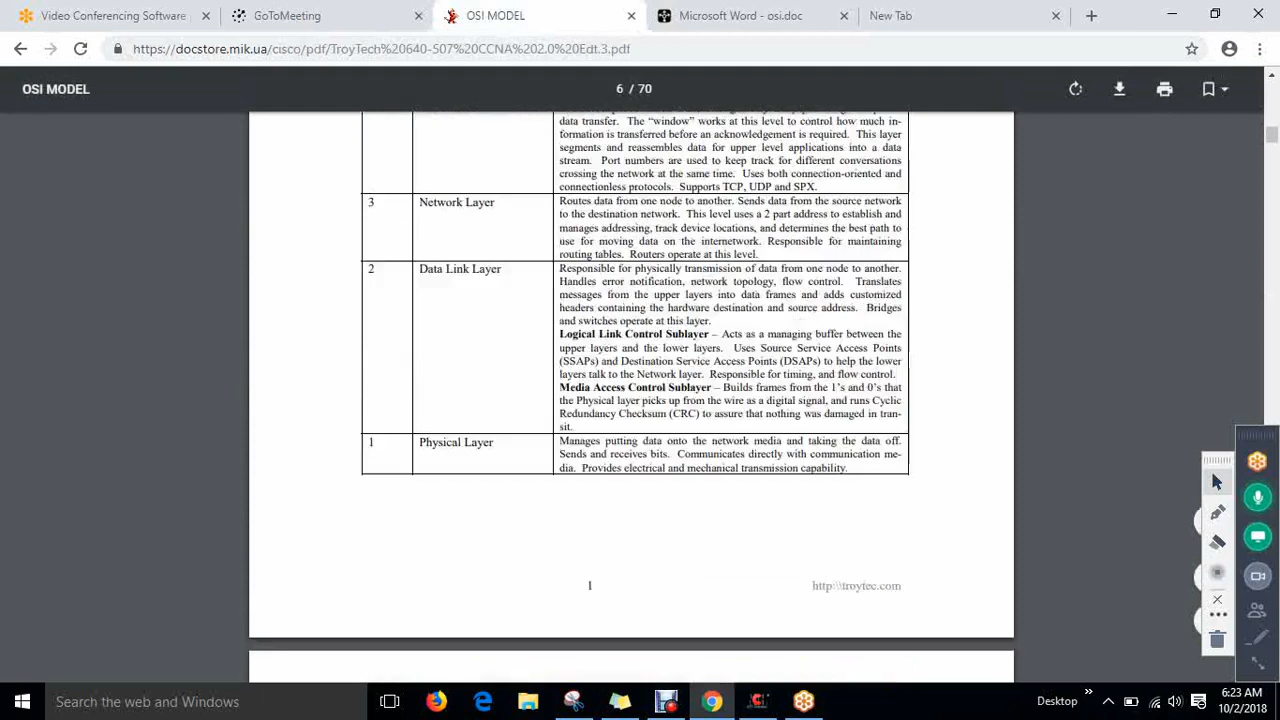 Video Conferencing Software
GoToMeeting
OSI MODEL
Microsoft Word - osi.doc
New Tab
https://docstore.mik.ua/cisco/pdf/TroyTech%20640-507%20CCNA%202.0%20Edt.3.pdf
OSI MODEL
6 / 70
data transfer. The “window” works at this level to control how much in-
formation is transferred before an acknowledgement is required. This layer
segments and reassembles data for upper level applications into a data
stream. Port numbers are used to keep track for different conversations
crossing the network at the same time. Uses both connection-oriented and
connectionless protocols. Supports TCP, UDP and SPX.
3
Network Layer
Routes data from one node to another. Sends data from the source network
to the destination network. This level uses a 2 part address to establish and
manages addressing, track device locations, and determines the best path to
use for moving data on the internetwork. Responsible for maintaining
routing tables. Routers operate at this level.
2
Data Link Layer
Responsible for physically transmission of data from one node to another.
Handles error notification, network topology, flow control. Translates
messages from the upper layers into data frames and adds customized
headers containing the hardware destination and source address. Bridges
and switches operate at this layer.
Logical Link Control Sublayer – Acts as a managing buffer between the
upper layers and the lower layers. Uses Source Service Access Points
(SSAPs) and Destination Service Access Points (DSAPs) to help the lower
layers talk to the Network layer. Responsible for timing, and flow control.
Media Access Control Sublayer – Builds frames from the 1’s and 0’s that
the Physical layer picks up from the wire as a digital signal, and runs Cyclic
Redundancy Checksum (CRC) to assure that nothing was damaged in tran-
sit.
1
Physical Layer
Manages putting data onto the network media and taking the data off.
Sends and receives bits. Communicates directly with communication me-
dia. Provides electrical and mechanical transmission capability.
1
http:\\troytec.com
Search the web and Windows
Desktop
6:23 AM
10/2/2018